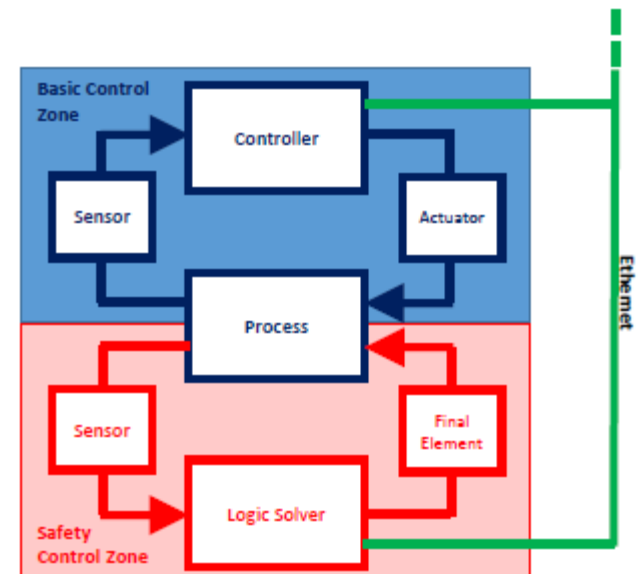 Basic Control
Zone
Controller
Sensor
Actuator
Process
Ethernet
Sensor
Final
Element
Logic Solver
Safety
Control Zone